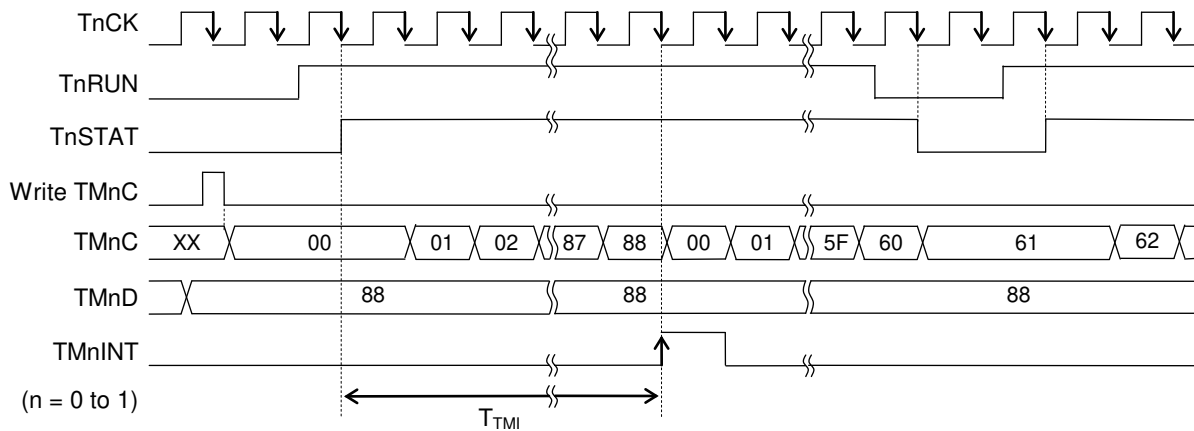 TnCK
TnRUN
TnSTAT
Write TMnC
TMnC XX 00 01 02 87 88 00 01 5F 60 61 62
TMnD 88 88 88
TMnINT
(n = 0 to 1) TTMI